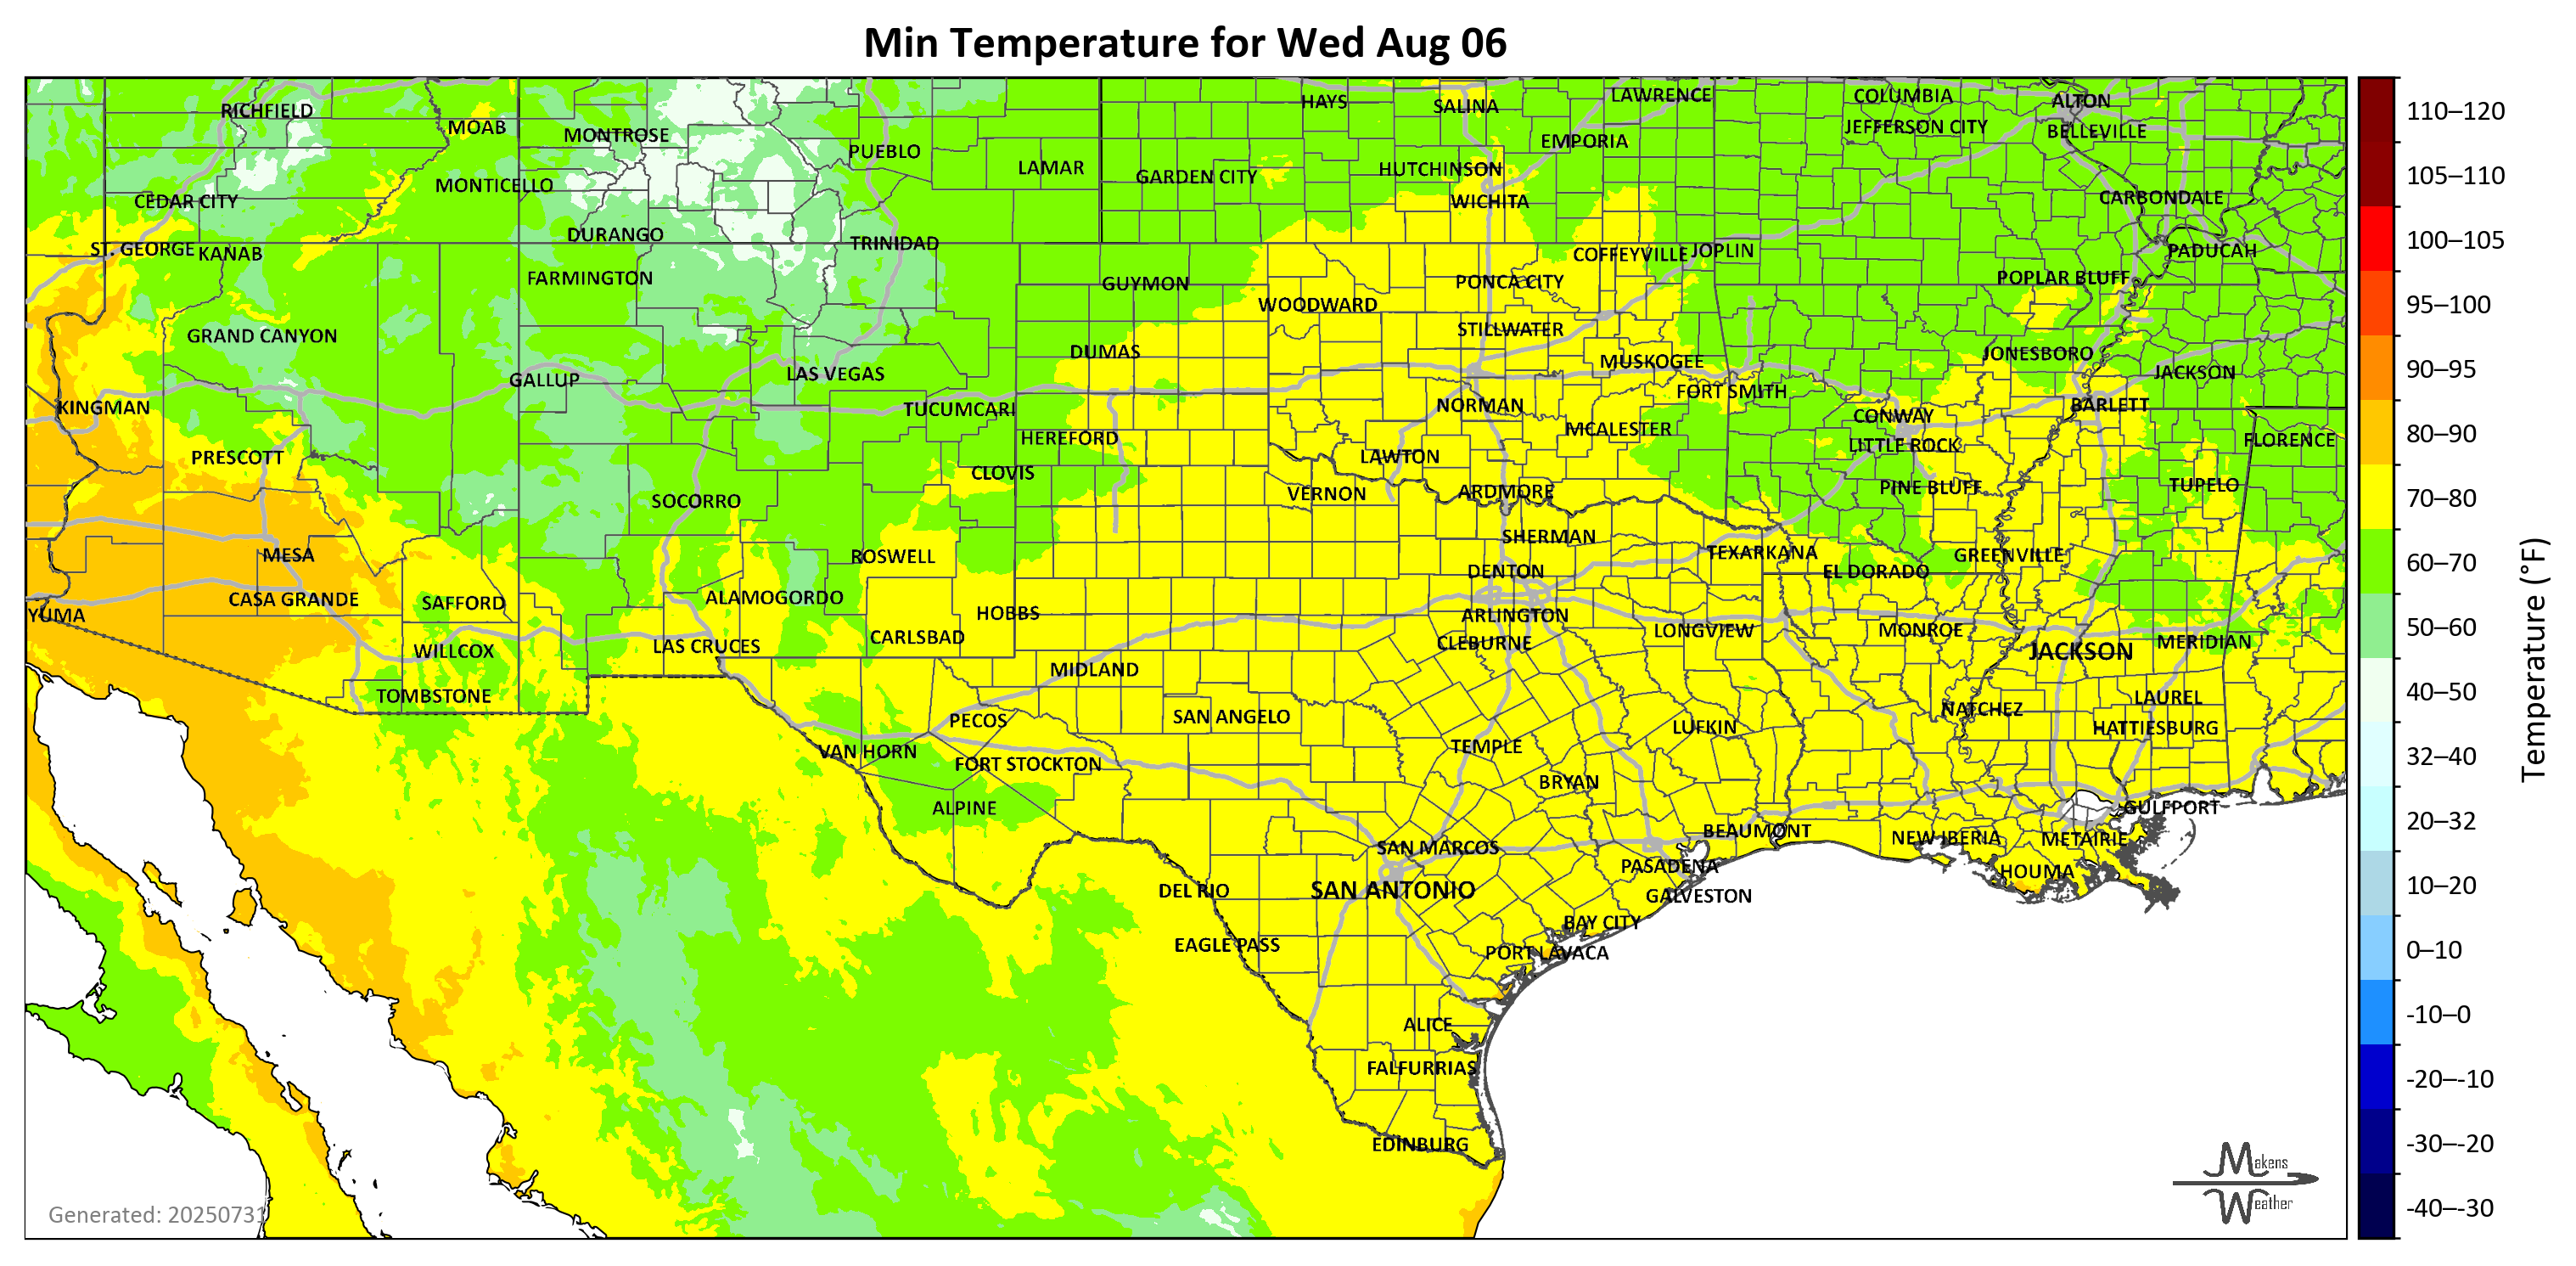 Min Temperature for Wed Aug 06
RICHFIELD
MOAB
MONTROSE
PUEBLO
LAMAR
HAYS
SALINA
LAWRENCE
COLUMBIA
ALTON
EMPORIA
JEFFERSON CITY
BELLEVILLE
MONTICELLO
GARDEN CITY
HUTCHINSON
CEDAR CITY
WICHITA
CARBONDALE
ST. GEORGE
KANAB
DURANGO
TRINIDAD
COFFEYVILLE
JOPLIN
PADUCAH
FARMINGTON
GUYMON
PONCA CITY
POPLAR BLUFF
WOODWARD
GRAND CANYON
STILLWATER
DUMAS
MUSKOGEE
JONESBORO
JACKSON
GALLUP
LAS VEGAS
FORT SMITH
KINGMAN
TUCUMCARI
NORMAN
CONWAY
BARLETT
HEREFORD
MCALESTER
LITTLE ROCK
FLORENCE
PRESCOTT
CLOVIS
LAWTON
SOCORRO
VERNON
ARDMORE
PINE BLUFF
TUPELO
MESA
ROSWELL
SHERMAN
TEXARKANA
GREENVILLE
CASA GRANDE
SAFFORD
ALAMOGORDO
DENTON
EL DORADO
YUMA
HOBBS
ARLINGTON
WILLCOX
LAS CRUCES
CARLSBAD
CLEBURNE
LONGVIEW
MONROE
JACKSON
MERIDIAN
TOMBSTONE
MIDLAND
LAUREL
PECOS
SAN ANGELO
LUFKIN
NATCHEZ
HATTIESBURG
VAN HORN
FORT STOCKTON
TEMPLE
BRYAN
ALPINE
GULFPORT
SAN MARCOS
BEAUMONT
NEW IBERIA
METAIRIE
DEL RIO
SAN ANTONIO
PASADENA
HOUMA
GALVESTON
EAGLE PASS
BAY CITY
PORT LAVACA
ALICE
FALFURRIAS
EDINBURG
Generated: 20250731
Makens
Weather
110–120
105–110
100–105
95–100
90–95
80–90
70–80
60–70
50–60
40–50
32–40
20–32
10–20
0–10
-10–0
-20–-10
-30–-20
-40–-30
Temperature (°F)